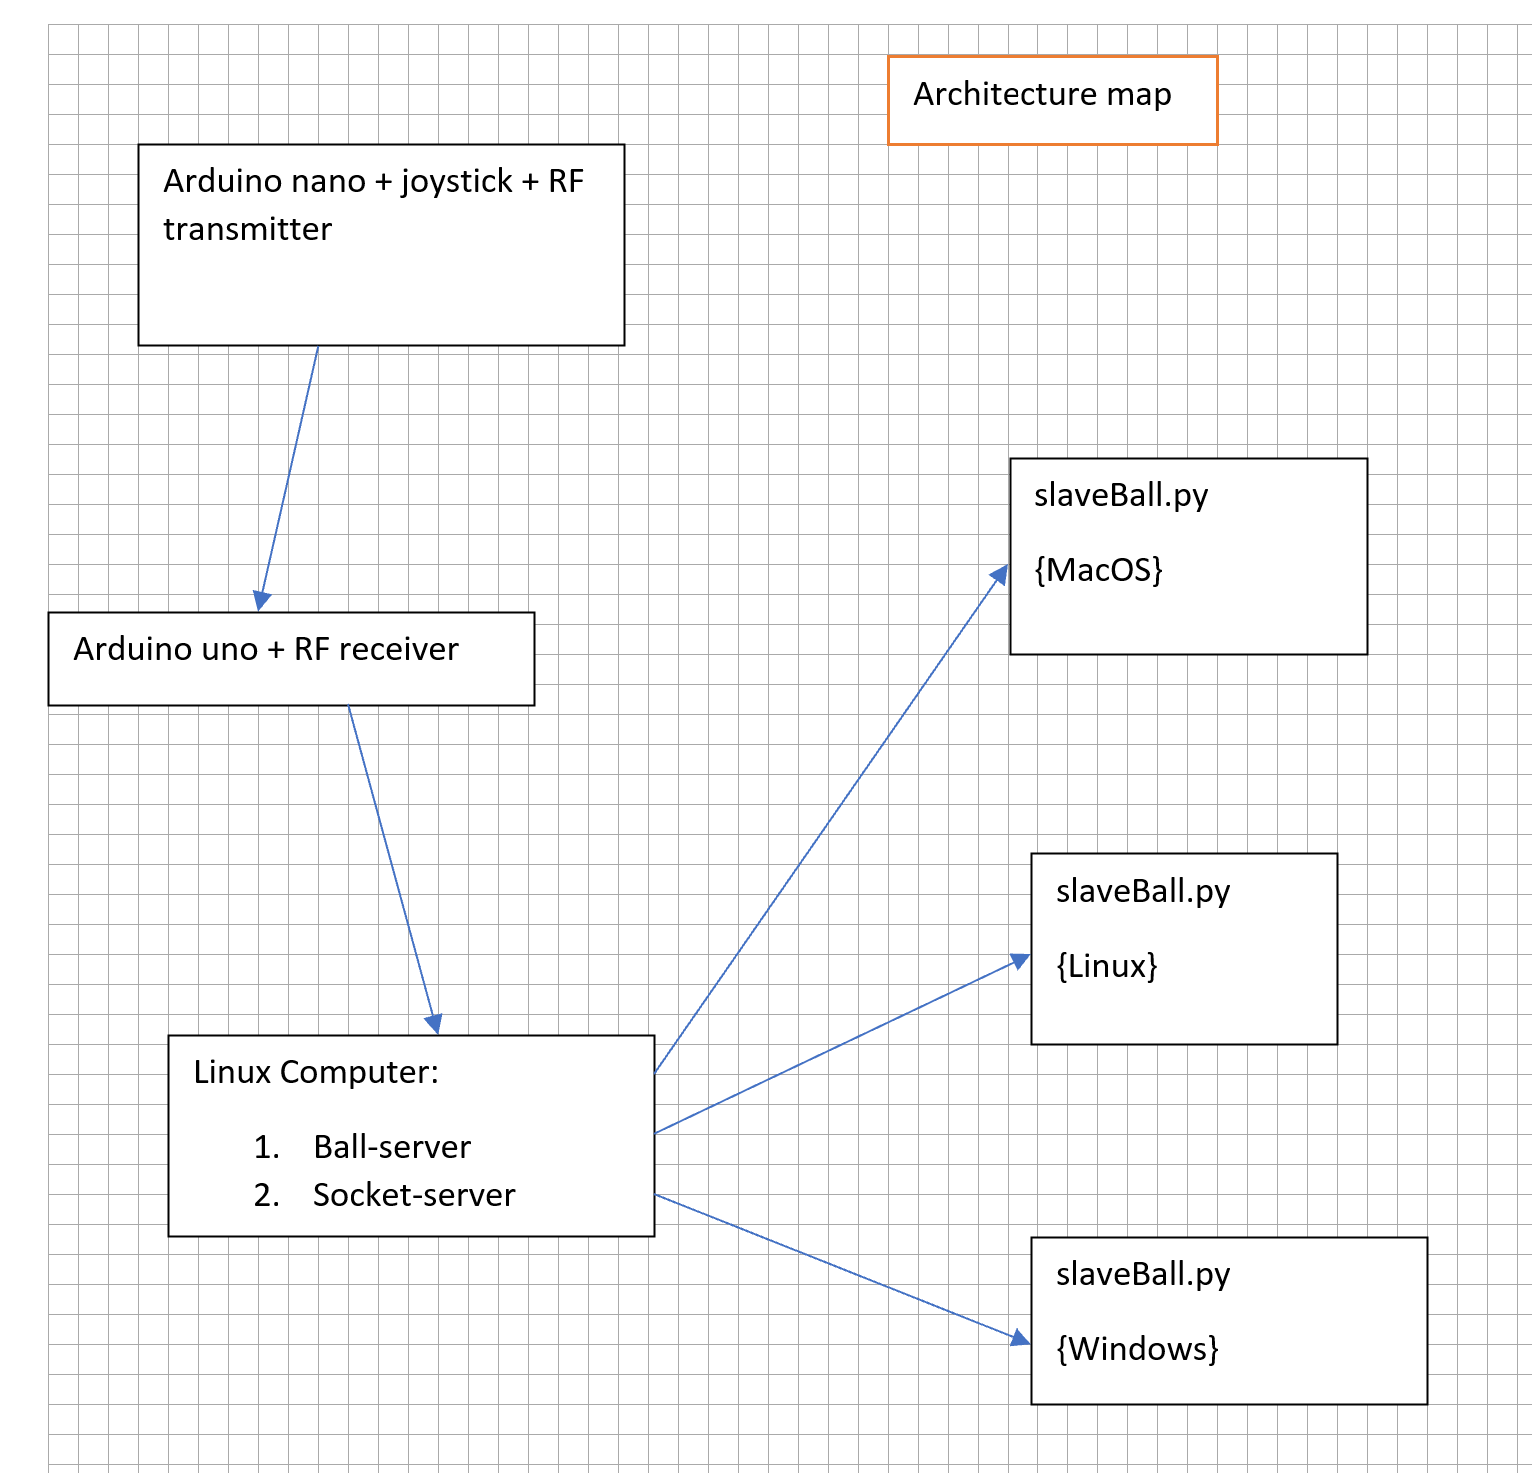 Architecture map
Arduino nano + joystick + RF
transmitter
Arduino uno + RF receiver
Linux Computer:
1. Ball-server
2. Socket-server
slaveBall.py
{MacOS}
slaveBall.py
{Linux}
slaveBall.py
{Windows}